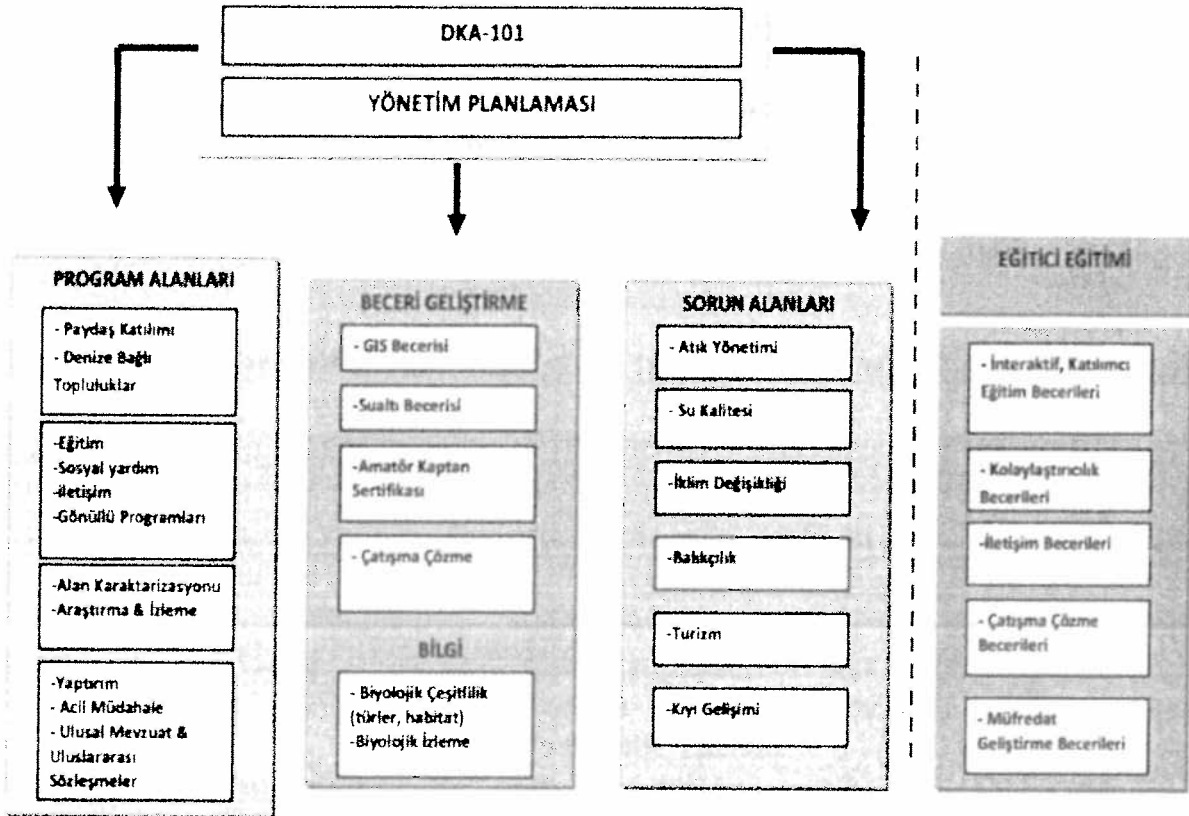 DKA-101
YÖNETİM PLANLAMASI
PROGRAM ALANLARI
- Paydaş Katılımı
- Denize Bağlı
Topluluklar
-Eğitim
-Sosyal yardım
-İletişim
-Gönüllü Programları
-Alan Karaktarizasyonu
-Araştırma & İzleme
-Yaptırım
- Acil Müdahale
- Ulusal Mevzuat &
Uluslararası
Sözleşmeler
BECERİ GELİŞTİRME
- GIS Becerisi
-Sualtı Becerisi
-Amatör Kaptan
Sertifikası
- Çatışma Çözme
BİLGİ
- Biyolojik Çeşitlilik
(türler, habitat)
-Biyolojik İzleme
SORUN ALANLARI
- Atık Yönetimi
- Su Kalitesi
-İklim Değişikliği
-Balıkçılık
-Turizm
-Kıyı Gelişimi
EĞİTİCİ EĞİTİMİ
- İnteraktif, Katılımcı
Eğitim Becerileri
- Kolaylaştırıcılık
Becerileri
-İletişim Becerileri
- Çatışma Çözme
Becerileri
- Müfredat
Geliştirme Becerileri